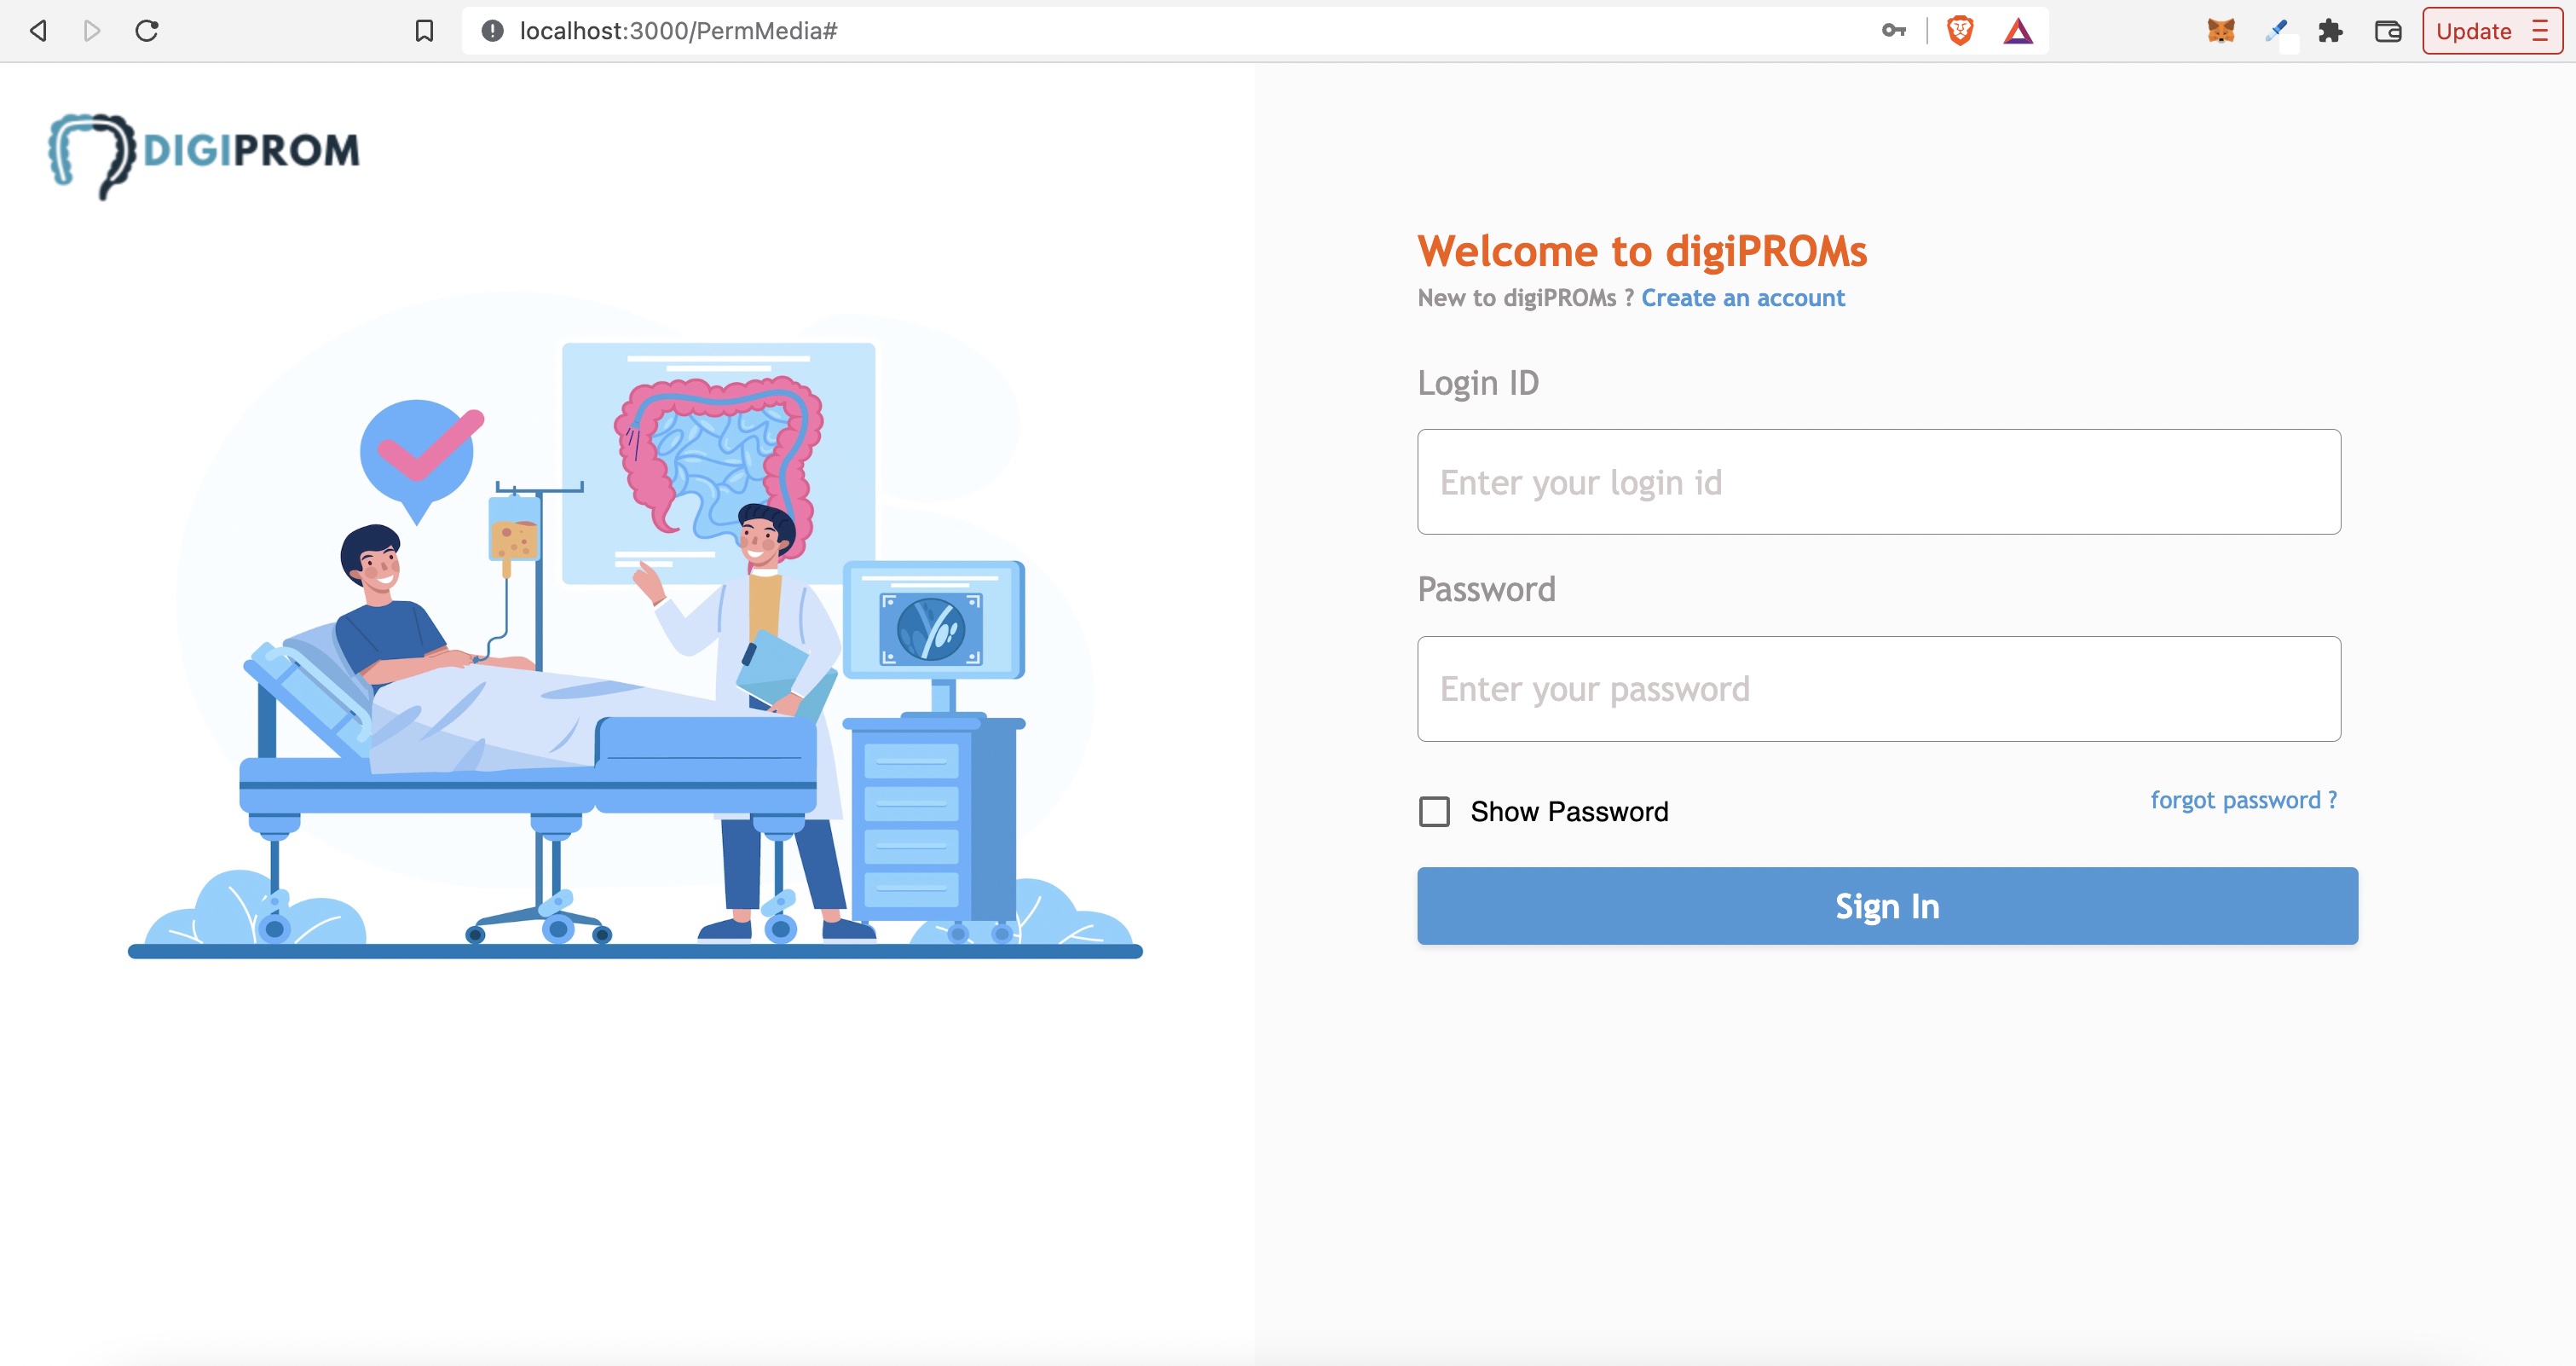 localhost:3000/PermMedia#
Update
DIGIPROM
Welcome to digiPROMs
New to digiPROMs ? Create an account
Login ID
Enter your login id
Password
Enter your password
Show Password
forgot password ?
Sign In